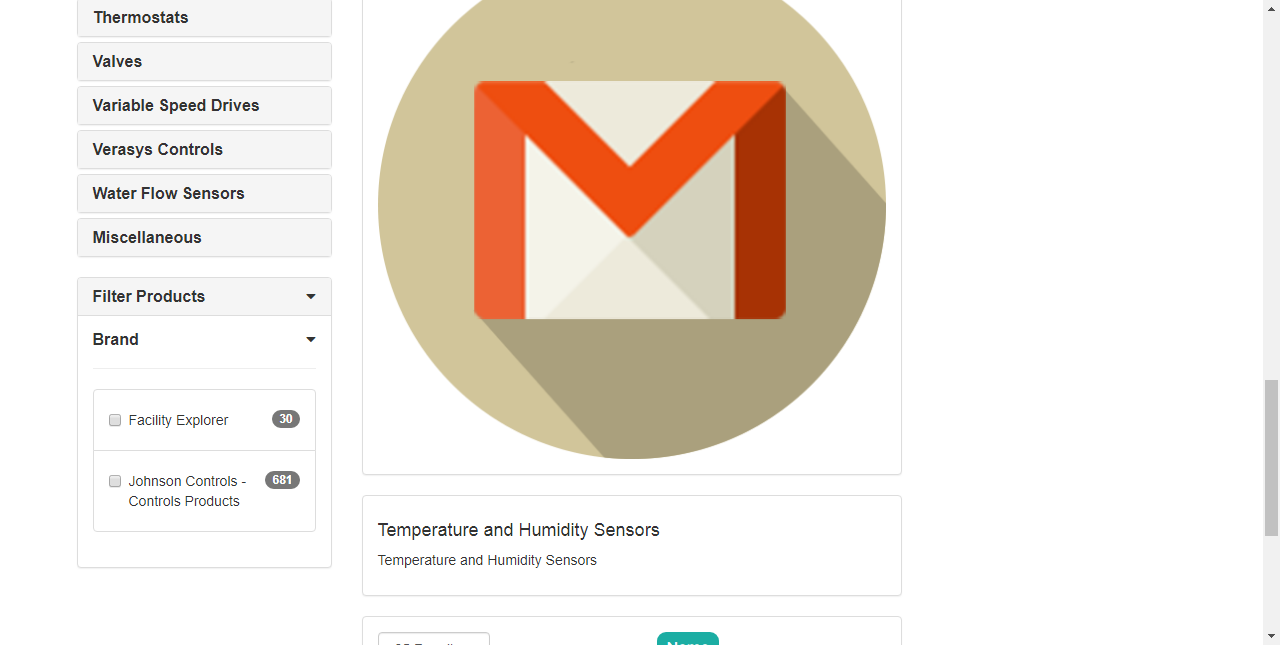 Thermostats
Valves
Variable Speed Drives
Verasys Controls
Water Flow Sensors
Miscellaneous
Filter Products
Brand
Facility Explorer 30
Johnson Controls - 681
Controls Products
Temperature and Humidity Sensors
Temperature and Humidity Sensors